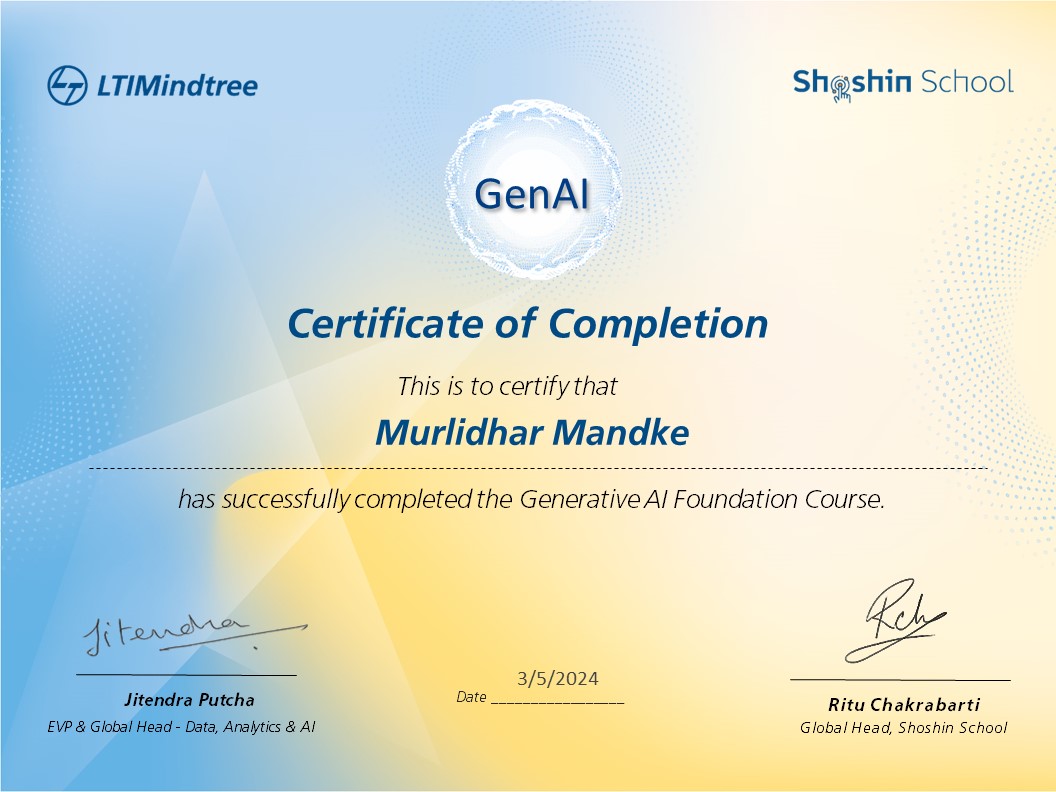 LTIMindtree
Shoshin School
GenAI
Certificate of Completion
This is to certify that
Murlidhar Mandke
has successfully completed the Generative AI Foundation Course.
Jitendra
Jitendra Putcha
EVP & Global Head - Data, Analytics & AI
3/5/2024
Date _________________
Ritu Chakrabarti
Global Head, Shoshin School